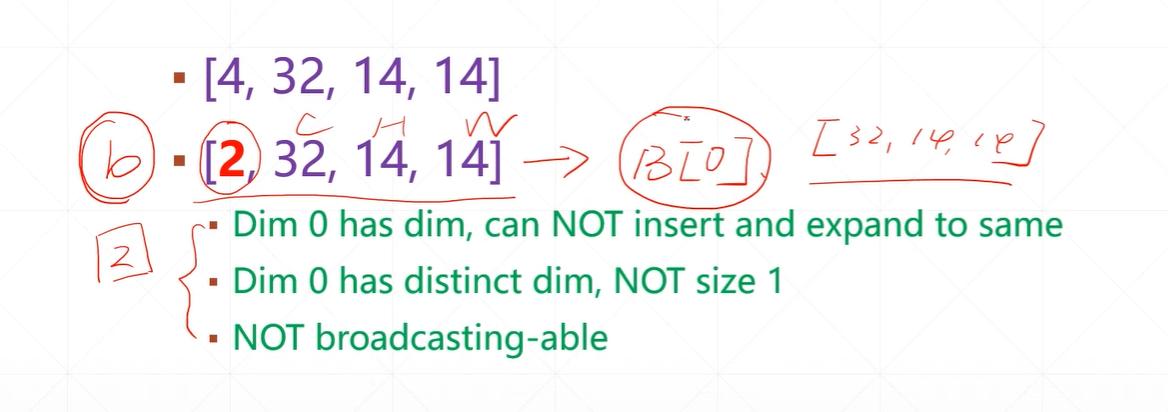 [4, 32, 14, 14]
C H W
b [2, 32, 14, 14] → B[0]. [32, 14, 14]
Dim 0 has dim, can NOT insert and expand to same
2
Dim 0 has distinct dim, NOT size 1
NOT broadcasting-able